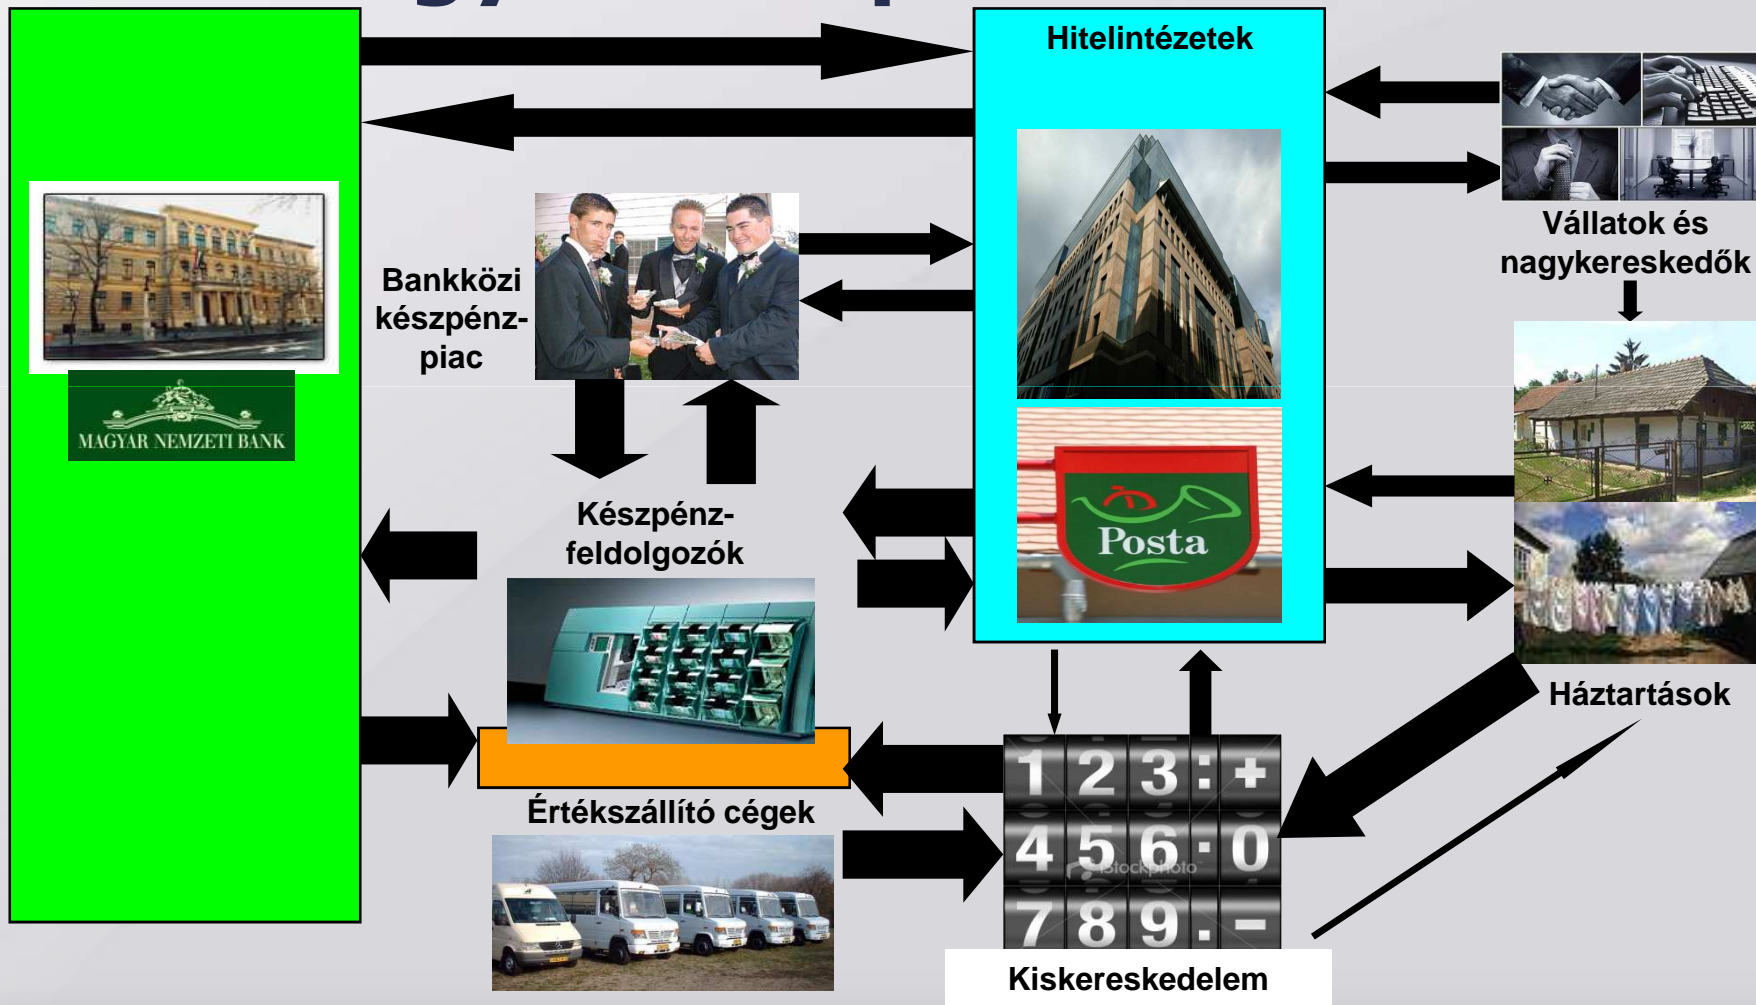 Hitelintézetek
MAGYAR NEMZETI BANK
Bankközi
készpénz-
piac
Vállatok és
nagykereskedők
Készpénz-
feldolgozók
Posta
Háztartások
Értékszállító cégek
1 2 3 : +
4 5 6 · 0
iStockphoto
7 8 9 . -
Kiskereskedelem